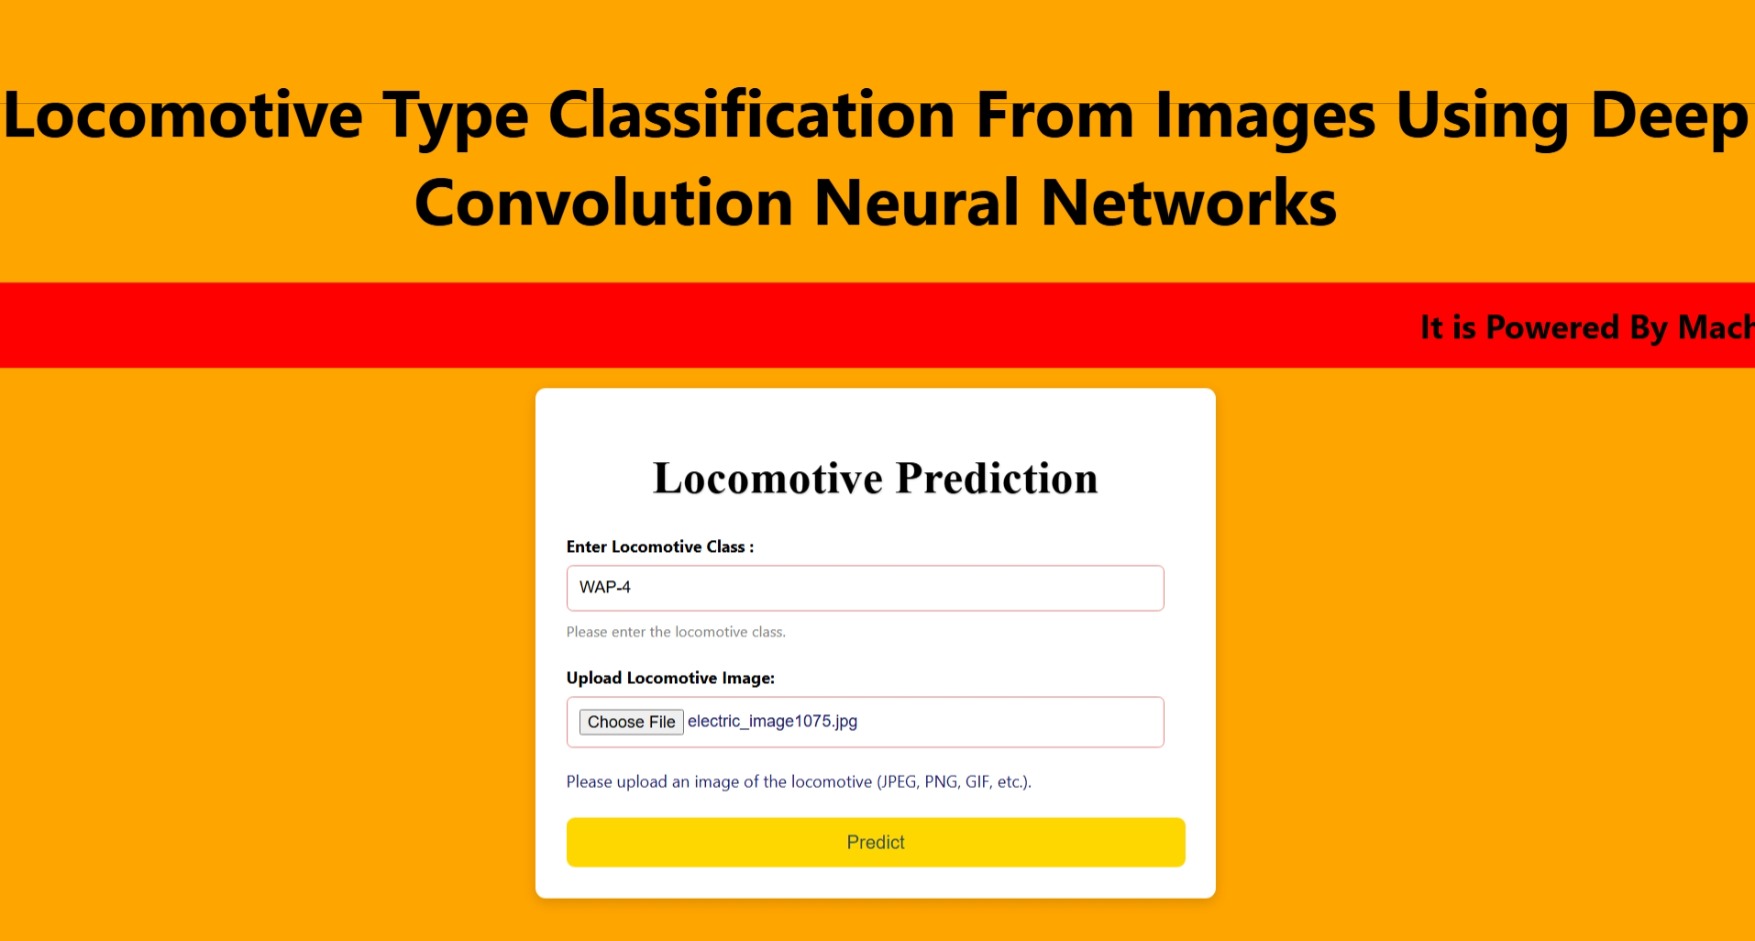 Locomotive Type Classification From Images Using Deep
Convolution Neural Networks
It is Powered By Mach
Locomotive Prediction
Enter Locomotive Class :
WAP-4
Please enter the locomotive class.
Upload Locomotive Image:
Choose File electric_image1075.jpg
Please upload an image of the locomotive (JPEG, PNG, GIF, etc.).
Predict